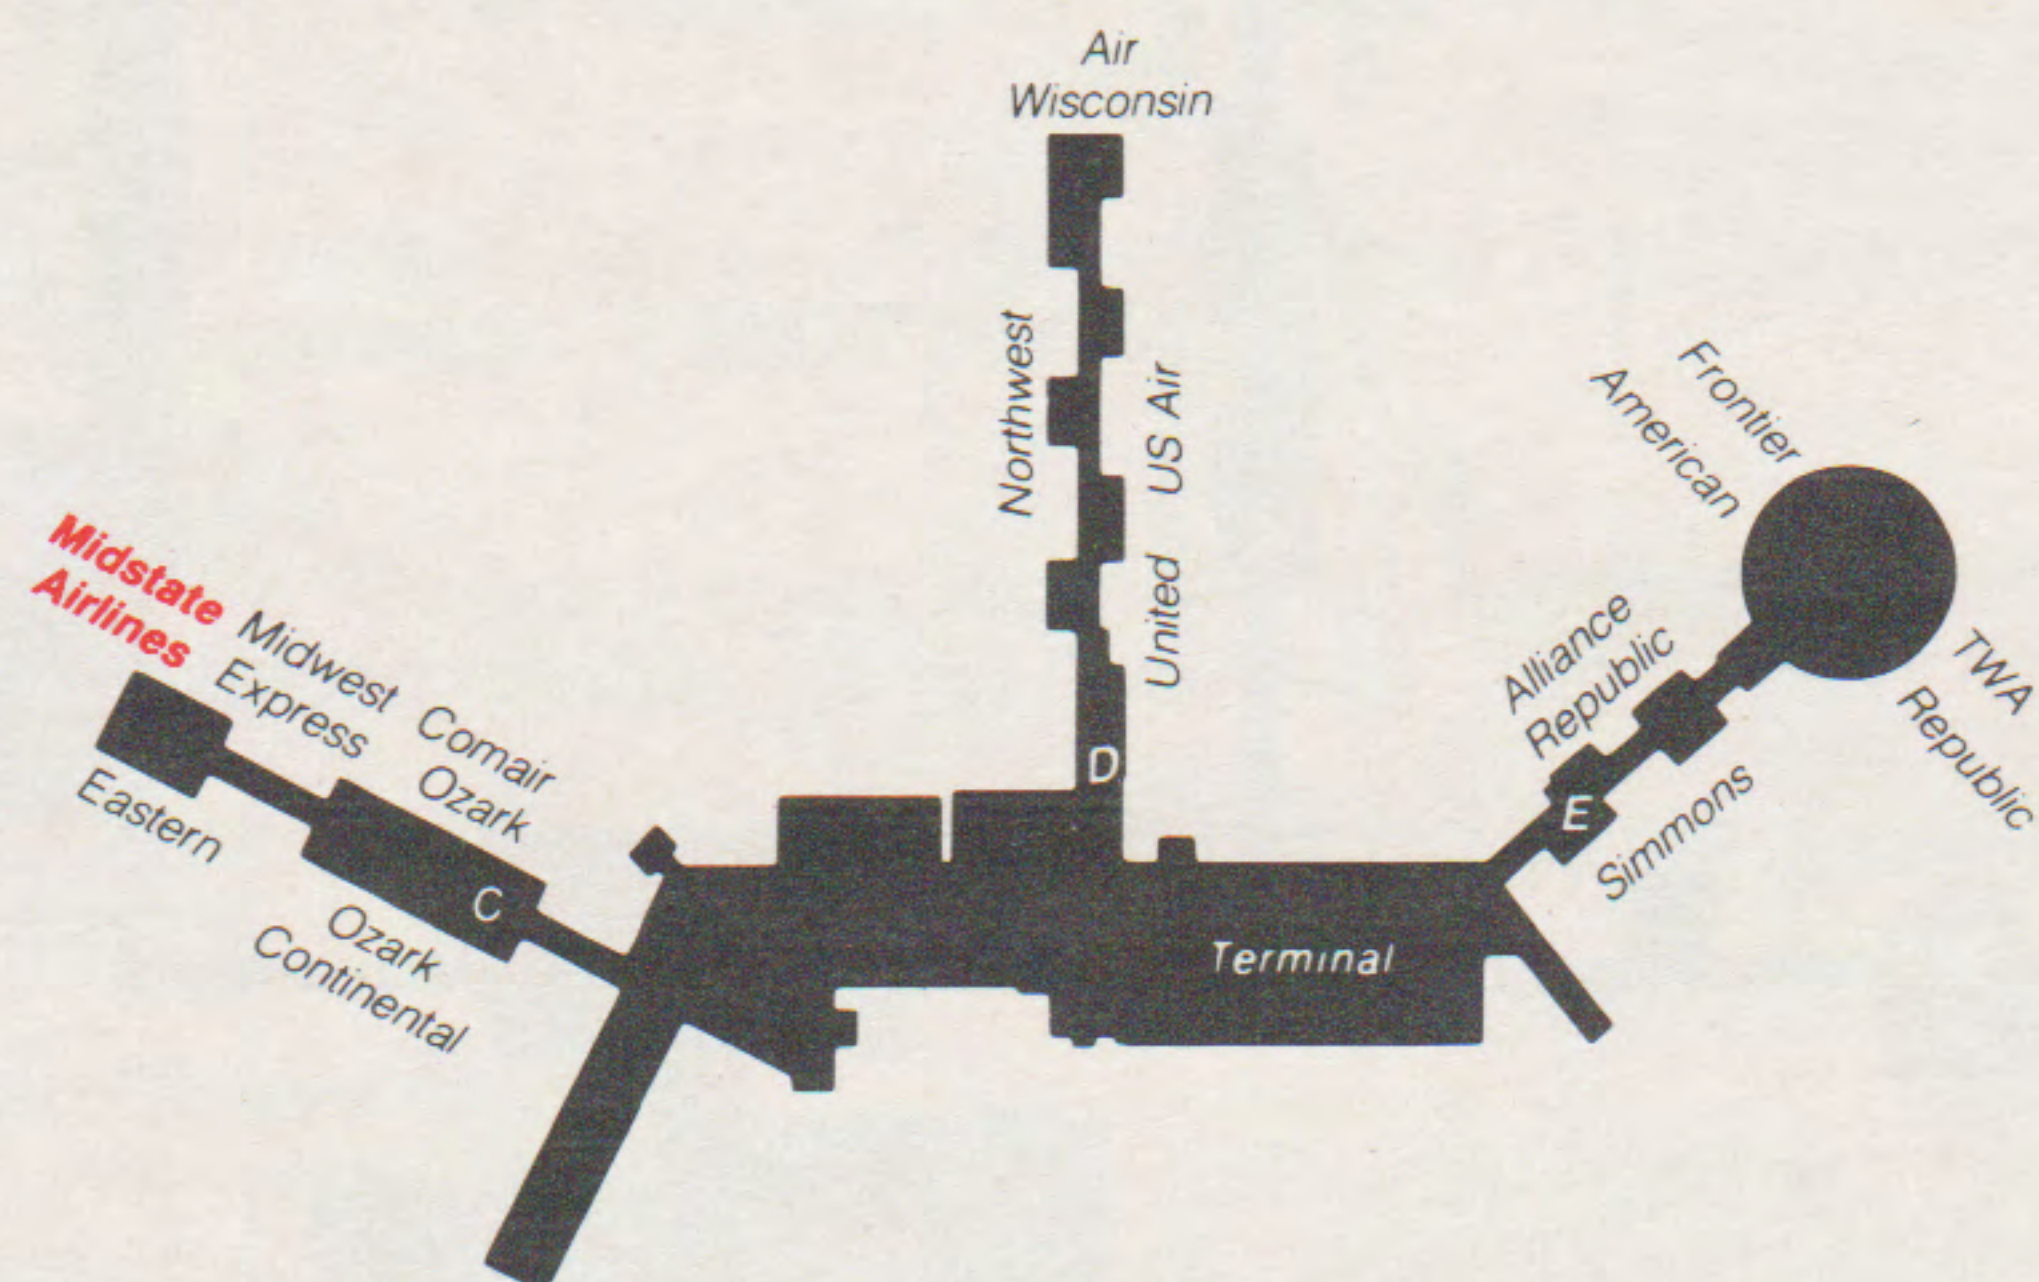 Air
Wisconsin
Northwest
US Air
United
D
Frontier
American
TWA
Republic
Alliance
Republic
Simmons
E
Midstate
Airlines
Midwest
Express
Comair
Ozark
Eastern
C
Ozark
Continental
Terminal